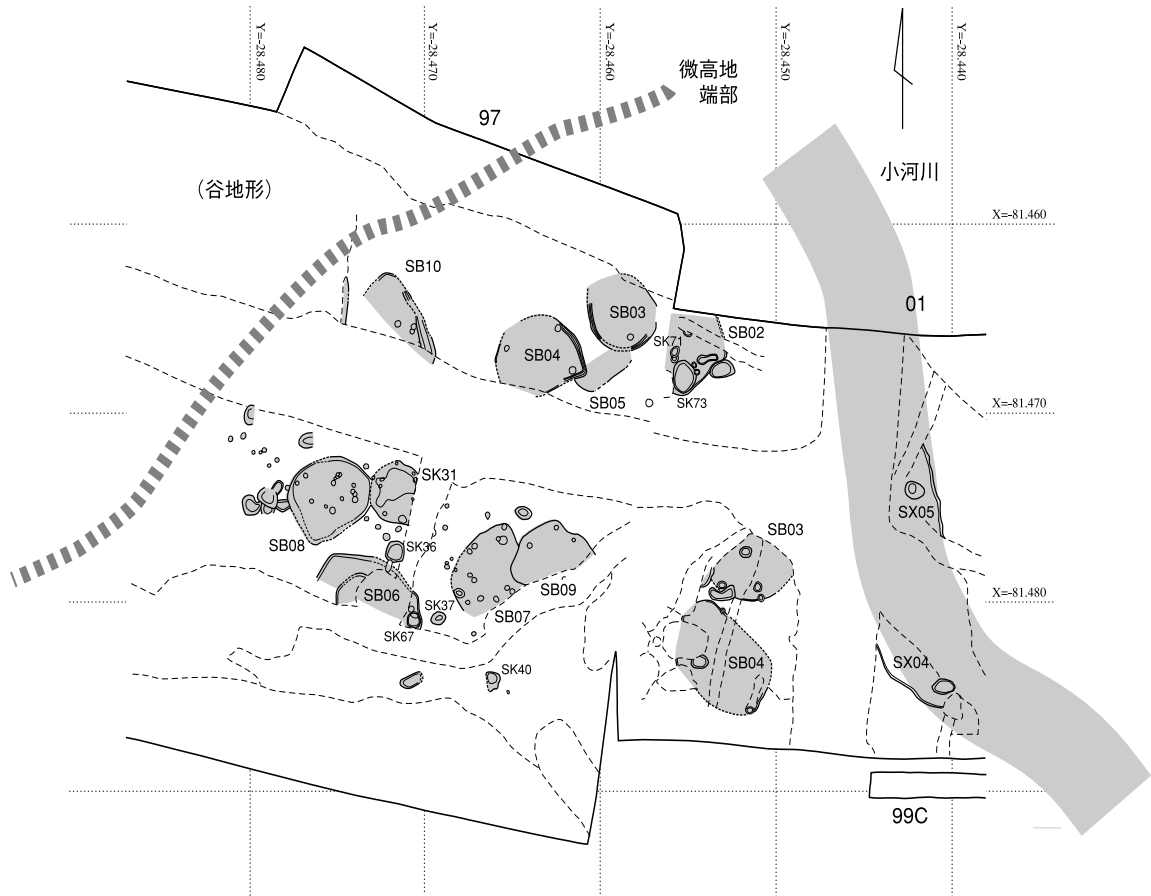 Y=-28.480
Y=-28.470
Y=-28.460
Y=-28.450
Y=-28.440
微高地
端部
97
小河川
（谷地形）
X=-81.460
SB10
01
SB03
SB02
SK71
SB04
SB05
SK73
X=-81.470
SK31
SX05
SB03
SB08
SK36
SB09
SB06
SK37
SB07
X=-81.480
SK67
SB04
SX04
SK40
99C